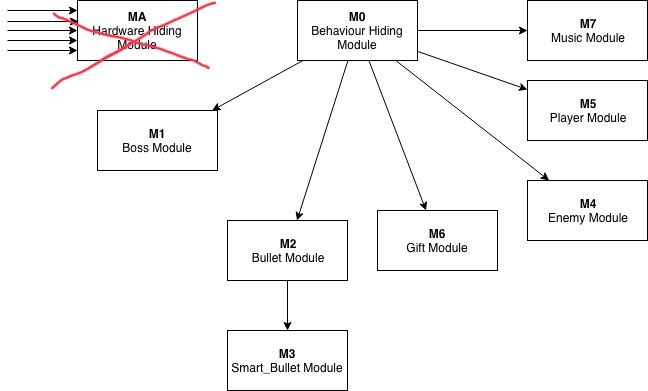 MA
Hardware Hiding
Module
M0
Behaviour Hiding
Module
M7
Music Module
M5
Player Module
M1
Boss Module
M4
Enemy Module
M6
Gift Module
M2
Bullet Module
M3
Smart_Bullet Module